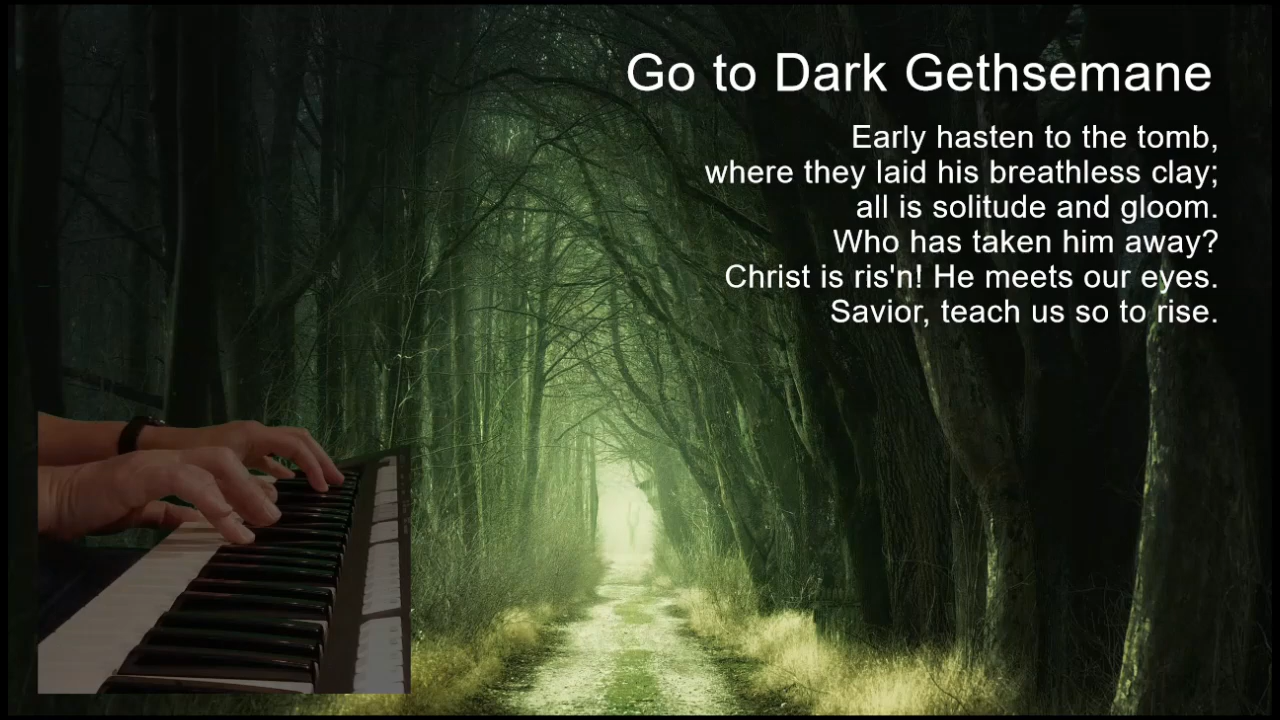 Go to Dark Gethsemane
Early hasten to the tomb,
where they laid his breathless clay;
all is solitude and gloom.
Who has taken him away?
Christ is ris'n! He meets our eyes.
Savior, teach us so to rise.